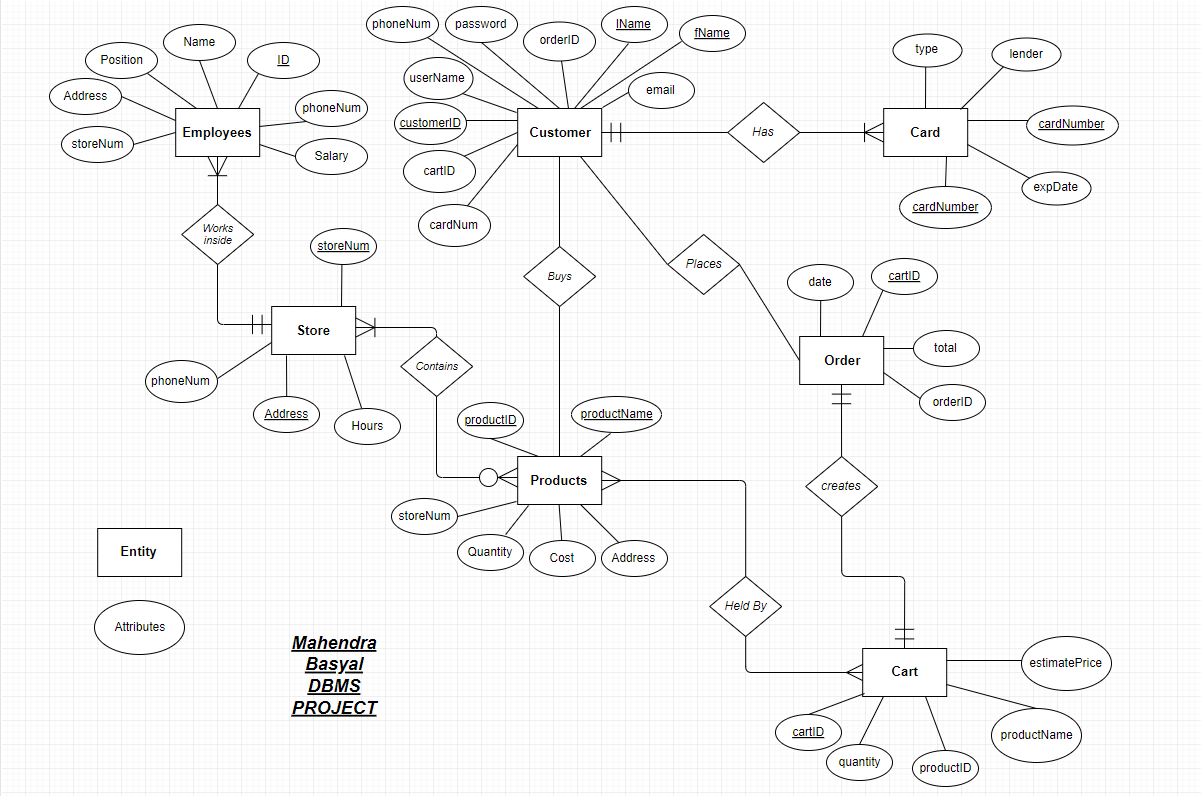 phoneNum
password
orderID
lName
fName
Name
Position
ID
Address
storeNum
phoneNum
Salary
Employees
userName
customerID
cartID
cardNum
email
Customer
Has
type
lender
cardNumber
expDate
cardNumber
Card
Works
inside
storeNum
Store
phoneNum
Address
Hours
Buys
Places
Contains
date
cartID
total
orderID
Order
productID
productName
Products
storeNum
Quantity
Cost
Address
creates
Held By
Entity
Attributes
Mahendra
Basyal
DBMS
PROJECT
Cart
estimatePrice
productName
cartID
quantity
productID